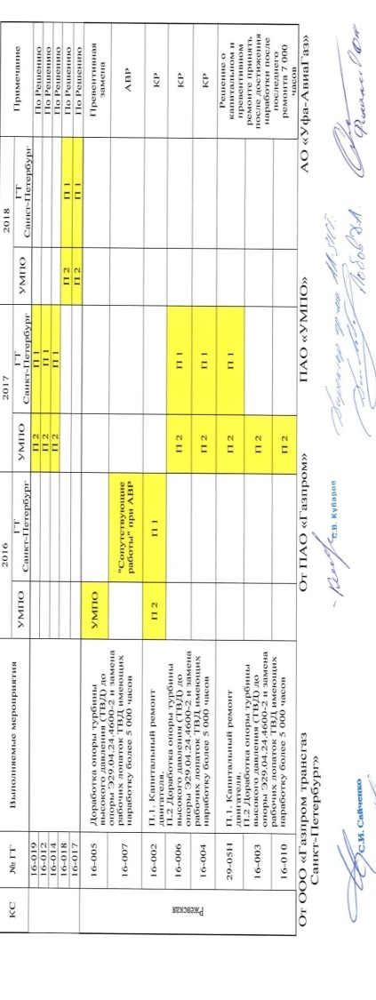 КС № ГТ Выполняемые мероприятия 2016 2017 2018 Примечание
УМПО ГТ Санкт-Петербург УМПО ГТ Санкт-Петербург УМПО ГТ Санкт-Петербург
16-019 П 2 П 1 По Решению
16-012 П 2 П 1 По Решению
16-014 П 2 П 1 По Решению
16-018 П 2 П 1 По Решению
16-017 П 2 П 1 По Решению
Ржевская
16-005 Доработка опоры турбины УМПО Превентивная
высокого давления (ТВД) до замена
опоры Э29.04.24.4600-2 и замена
рабочих лопаток ТВД имеющих
наработку более 5 000 часов
16-007 "Сопутствующие АВР
работы" при АВР
16-002 П.1. Капитальный ремонт П 2 П 1 КР
двигателя.
П.2 Доработка опоры турбины
16-006 высокого давления (ТВД) до П 2 П 1 КР
опоры Э29.04.24.4600-2 и замена
рабочих лопаток ТВД имеющих
16-004 наработку более 5 000 часов П 2 П 1 КР
29-05Н П.1. Капитальный ремонт П 2 П 1 Решение о
двигателя. капитальном и
П.2 Доработка опоры турбины превентивном
16-003 высокого давления (ТВД) до П 2 ремонте принять
опоры Э29.04.24.4600-2 и замена после достижения
рабочих лопаток ТВД имеющих наработки после
16-010 наработку более 5 000 часов П 2 последнего
ремонта 7 000
часов
От ООО «Газпром трансгаз От ПАО «Газпром» ПАО «УМПО» АО «Уфа-АвиаГаз»
Санкт-Петербург»
С.И. Сайченко В.В. Кубаров